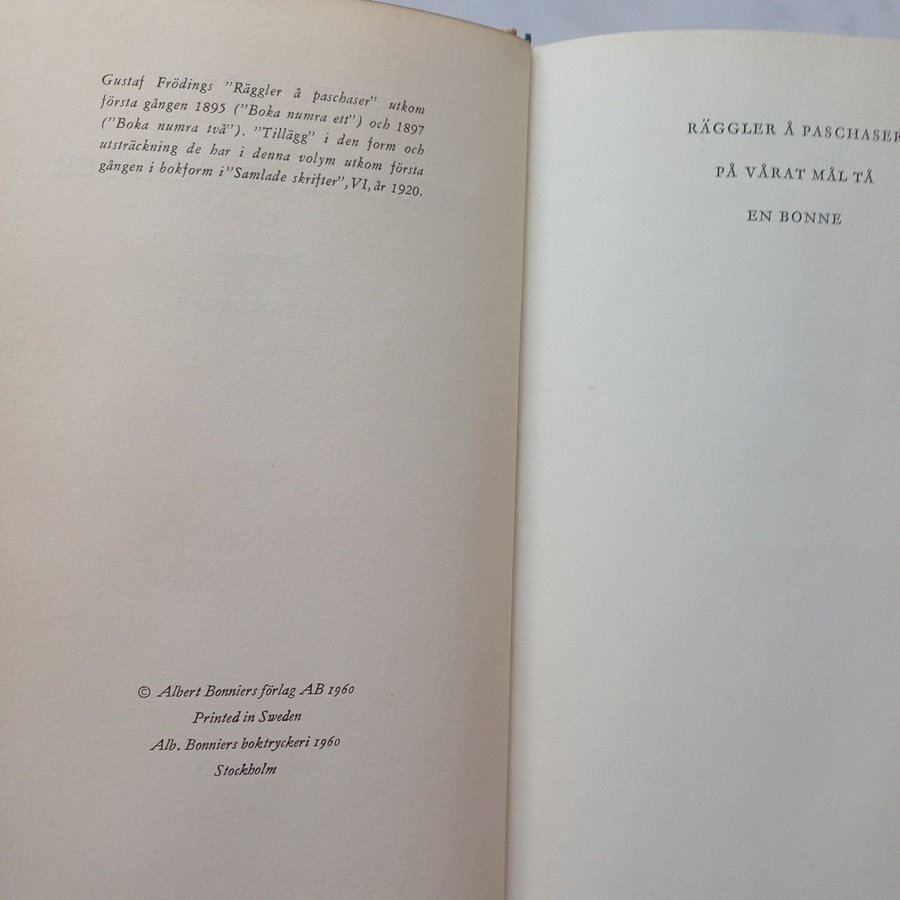 Gustaf Frödings "Räggler å paschaser" utkom
första gången 1895 ("Boka numra ett") och 1897
("Boka numra två"). "Tillägg" i den form och
utsträckning de har i denna volym utkom första
gången i bokform i "Samlade skrifter", VI, år 1920.
© Albert Bonniers förlag AB 1960
Printed in Sweden
Alb. Bonniers boktryckeri 1960
Stockholm
RÄGGLER Å PASCHASER
PÅ VÅRAT MÅL TÅ
EN BONNE